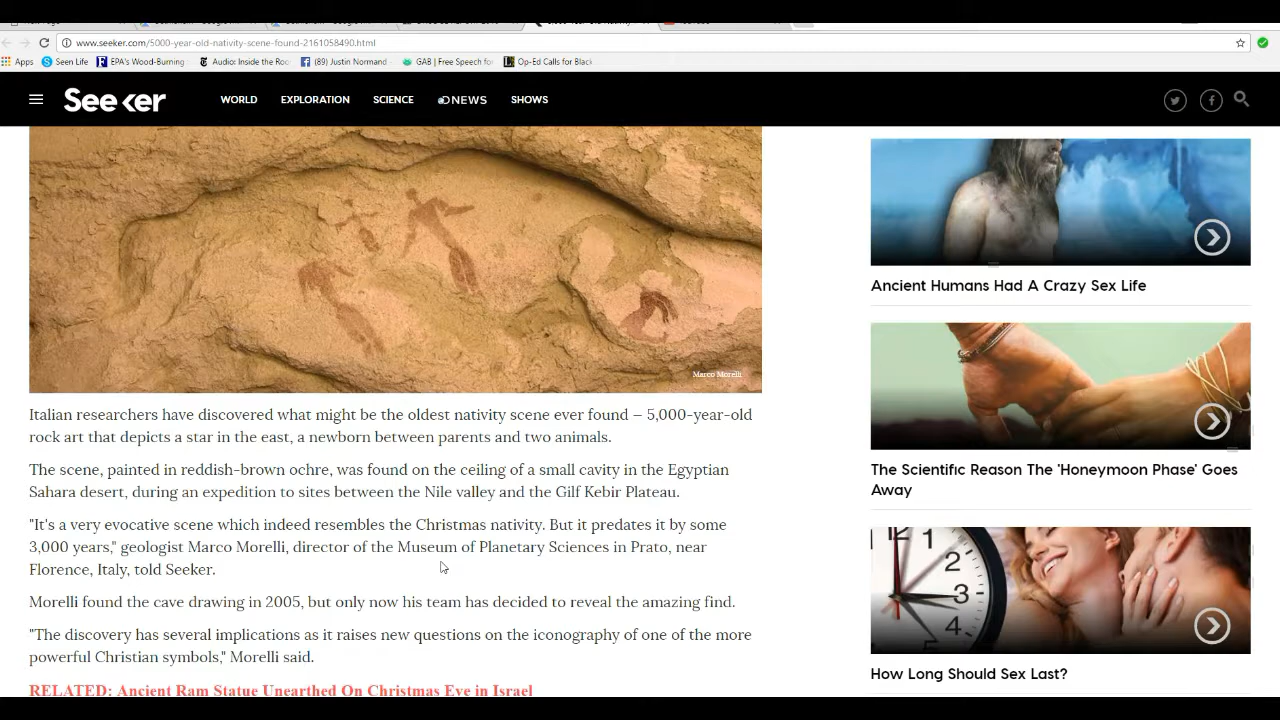 www.seeker.com/5000-year-old-nativity-scene-found-2161058490.html
Apps Seen Life EPA's Wood-Burning Audio: Inside the Roc (89) Justin Normand GAB | Free Speech fo Op-Ed Calls for Black
Seeker WORLD EXPLORATION SCIENCE NEWS SHOWS
Marco Morelli
Italian researchers have discovered what might be the oldest nativity scene ever found — 5,000-year-old
rock art that depicts a star in the east, a newborn between parents and two animals.
The scene, painted in reddish-brown ochre, was found on the ceiling of a small cavity in the Egyptian
Sahara desert, during an expedition to sites between the Nile valley and the Gilf Kebir Plateau.
"It's a very evocative scene which indeed resembles the Christmas nativity. But it predates it by some
3,000 years," geologist Marco Morelli, director of the Museum of Planetary Sciences in Prato, near
Florence, Italy, told Seeker.
Morelli found the cave drawing in 2005, but only now his team has decided to reveal the amazing find.
"The discovery has several implications as it raises new questions on the iconography of one of the more
powerful Christian symbols," Morelli said.
RELATED: Ancient Ram Statue Unearthed On Christmas Eve in Israel
Ancient Humans Had A Crazy Sex Life
The Scientific Reason The 'Honeymoon Phase' Goes
Away
12 1
2
3
4
5
How Long Should Sex Last?